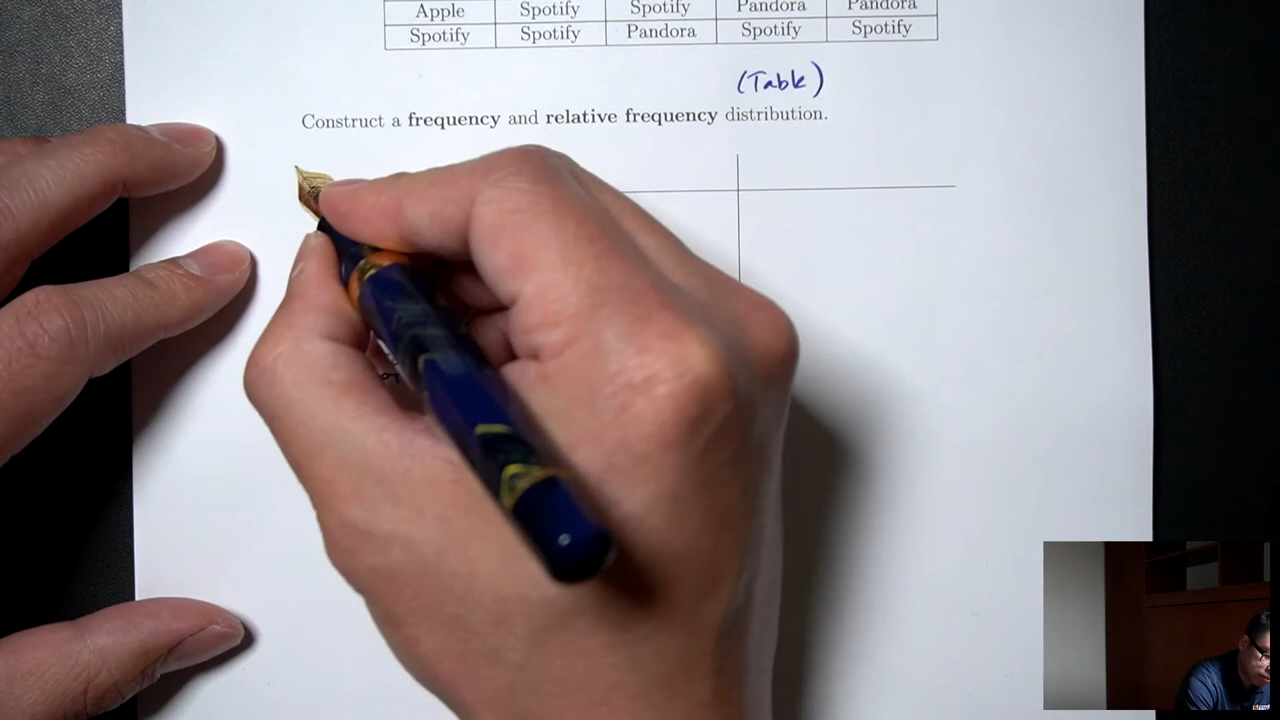 Apple Spotify Spotify Pandora Pandora
Spotify Spotify Pandora Spotify Spotify
(Table)
Construct a frequency and relative frequency distribution.